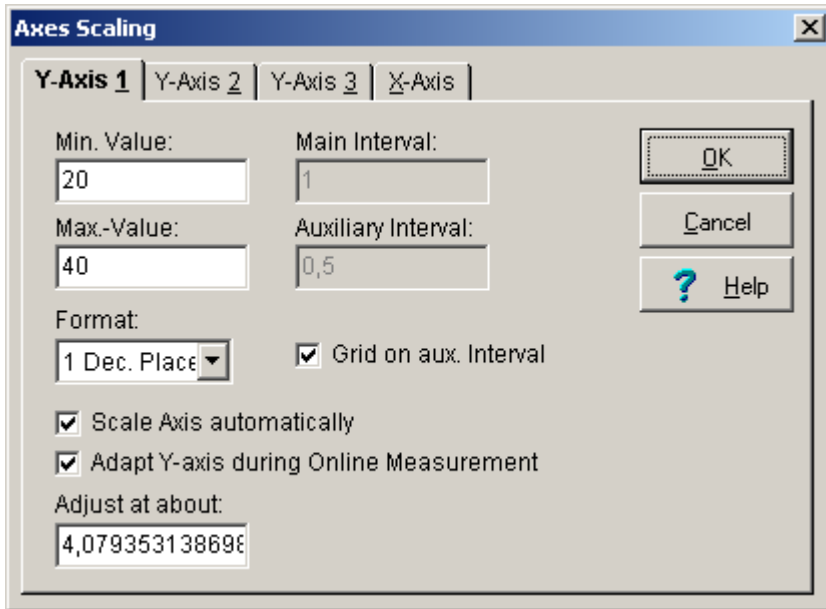 Axes Scaling
Y-Axis 1
Y-Axis 2
Y-Axis 3
X-Axis
Min. Value:
Main Interval:
20
1
OK
Max.-Value:
Auxiliary Interval:
Cancel
40
0,5
Help
Format:
1 Dec. Place
Grid on aux. Interval
Scale Axis automatically
Adapt Y-axis during Online Measurement
Adjust at about:
4,079353138698